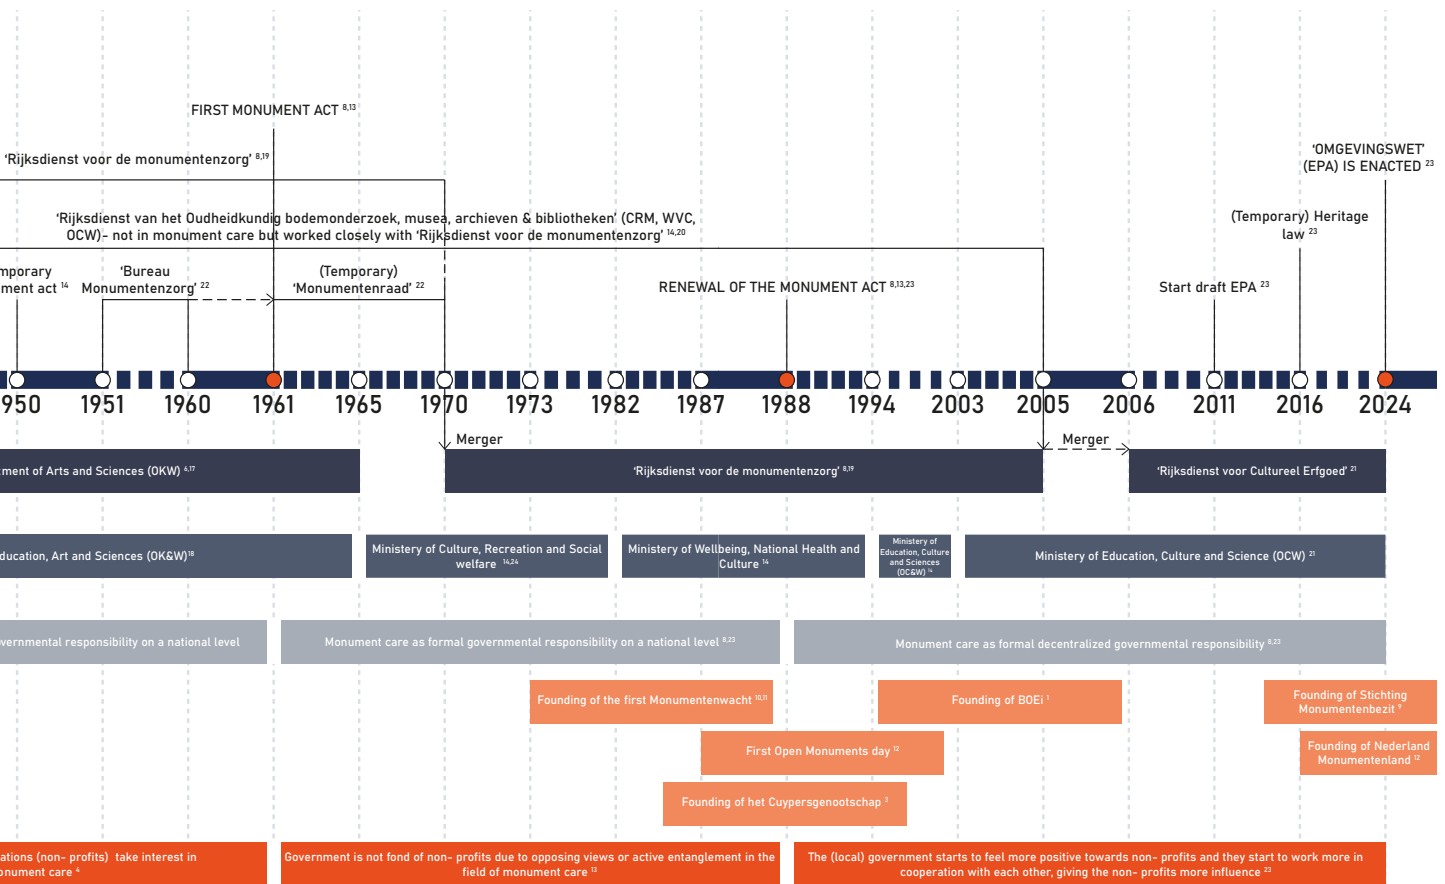 FIRST MONUMENT ACT 8,13
'Rijksdienst voor de monumentenzorg' 8,19
'OMGEVINGSWET'
(EPA) IS ENACTED 23
'Rijksdienst van het Oudheidkundig bodemonderzoek, musea, archieven & bibliotheken' (CRM, WVC,
OCW)- not in monument care but worked closely with 'Rijksdienst voor de monumentenzorg' 14,20
(Temporary) Heritage
law 23
mporary
ment act 14
'Bureau
Monumentenzorg' 22
(Temporary)
'Monumentenraad' 22
RENEWAL OF THE MONUMENT ACT 8,13,23
Start draft EPA 23
950 1951 1960 1961 1965 1970 1973 1982 1987 1988 1994 2003 2005 2006 2011 2016 2024
Merger
Merger
tment of Arts and Sciences (OKW) 6,17
'Rijksdienst voor de monumentenzorg' 8,19
'Rijksdienst voor Cultureel Erfgoed' 21
ducation, Art and Sciences (OK&W)18
Ministry of Culture, Recreation and Social
welfare 14,24
Ministry of Wellbeing, National Health and
Culture 14
Ministry of
Education, Culture
and Sciences
(OC&W) 14
Ministry of Education, Culture and Science (OCW) 21
vernmental responsibility on a national level
Monument care as formal governmental responsibility on a national level 8,23
Monument care as formal decentralized governmental responsibility 8,23
Founding of the first Monumentenwacht 10,11
Founding of BOEi 1
Founding of Stichting
Monumentenbezit 9
First Open Monuments day 12
Founding of Nederland
Monumentenland 12
Founding of het Cuypersgenootschap 3
ations (non- profits) take interest in
onument care 4
Government is not fond of non- profits due to opposing views or active entanglement in the
field of monument care 13
The (local) government starts to feel more positive towards non- profits and they start to work more in
cooperation with each other, giving the non- profits more influence 23